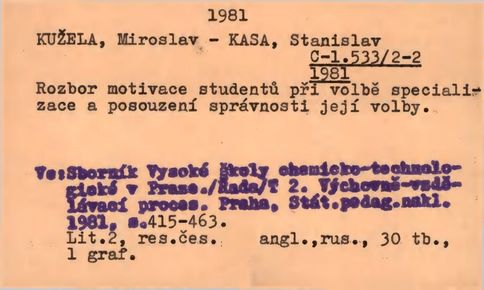 1981
KUŽELA, Miroslav - KASA, Stanislav
C-1.533/2-2
1981
Rozbor motivace studentů při volbě speciali-
zace a posouzení správnosti její volby.
Ve:Sborník Vysoké školy chemicko-technolo-
gické v Praze./Řada/T 2. Výchovně-vzdě-
lávací proces. Praha, Stát.pedag.nakl.
1981, s.415-463.
Lit.2, res.čes. angl.,rus., 30 tb.,
1 graf.